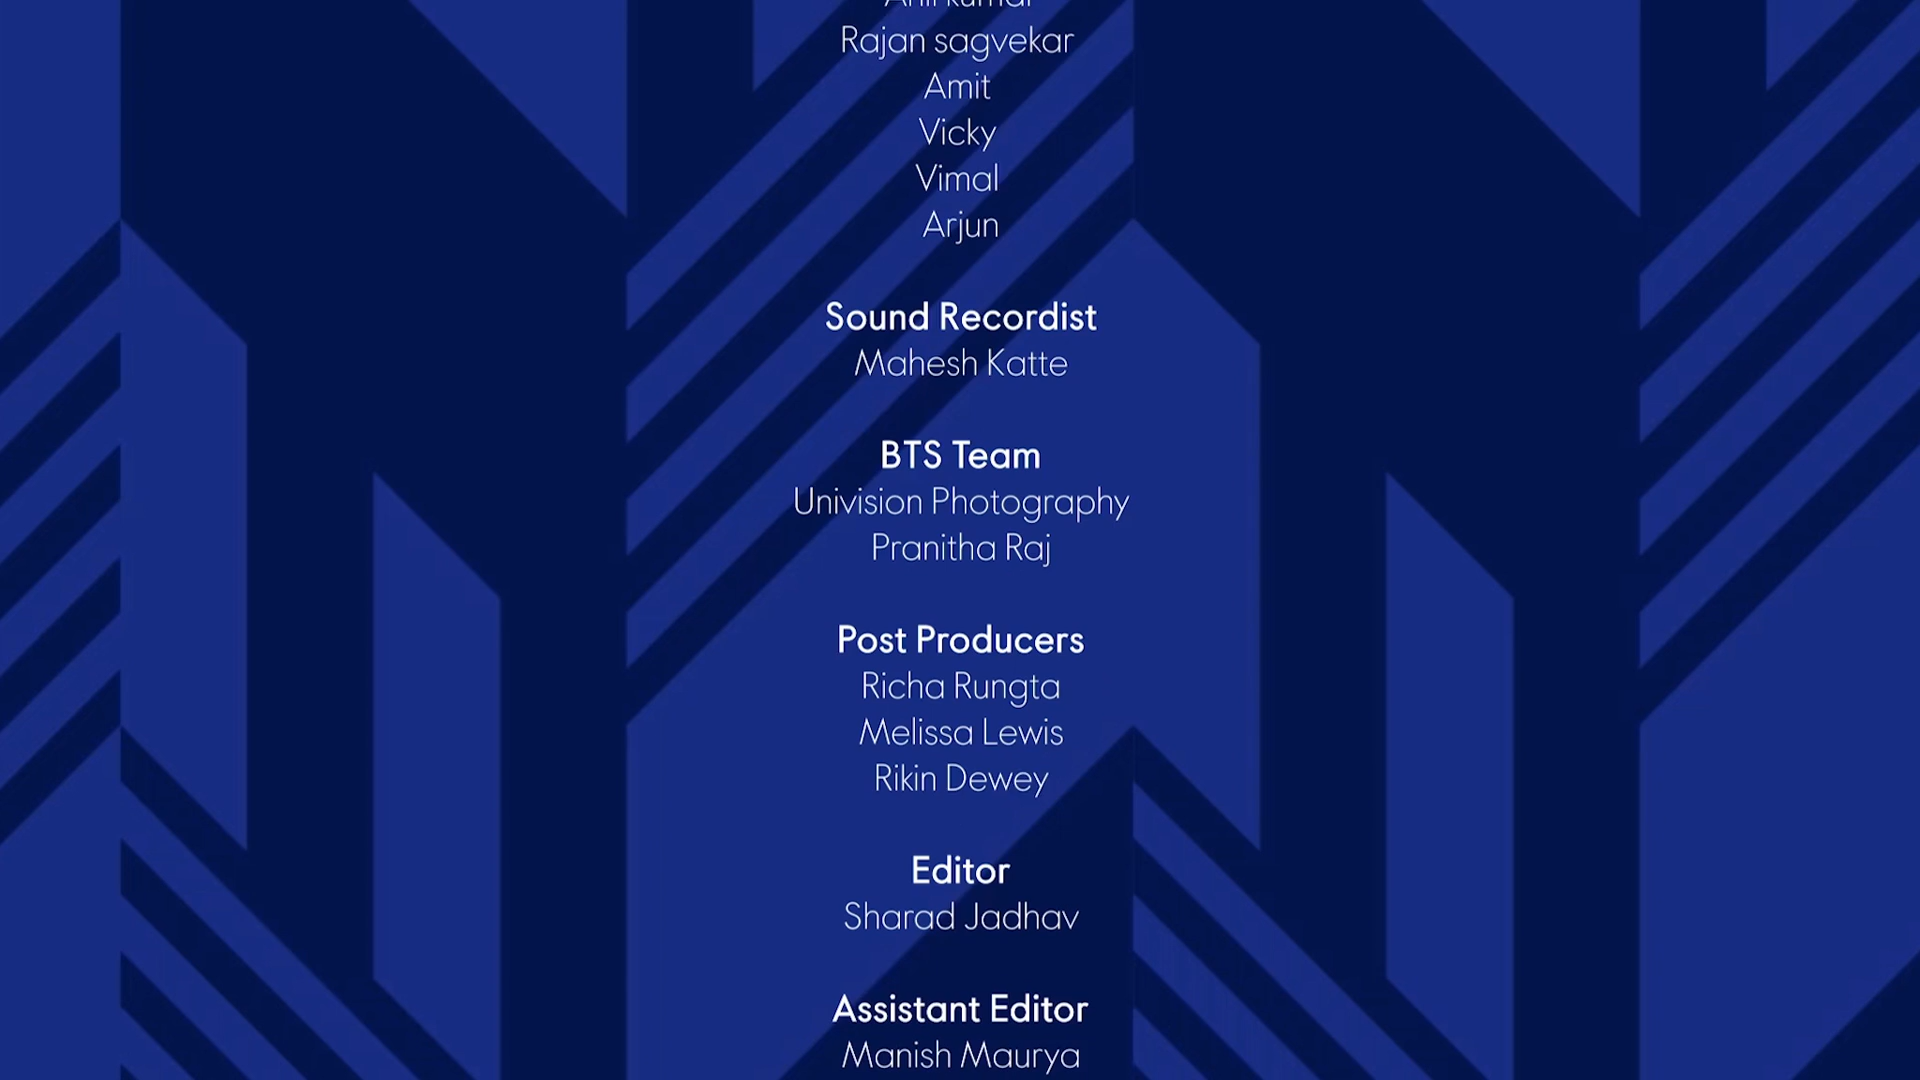 Rajan sagvekar
Amit
Vicky
Vimal
Arjun
Sound Recordist
Mahesh Katte
BTS Team
Univision Photography
Pranitha Raj
Post Producers
Richa Rungta
Melissa Lewis
Rikin Dewey
Editor
Sharad Jadhav
Assistant Editor
Manish Maurya